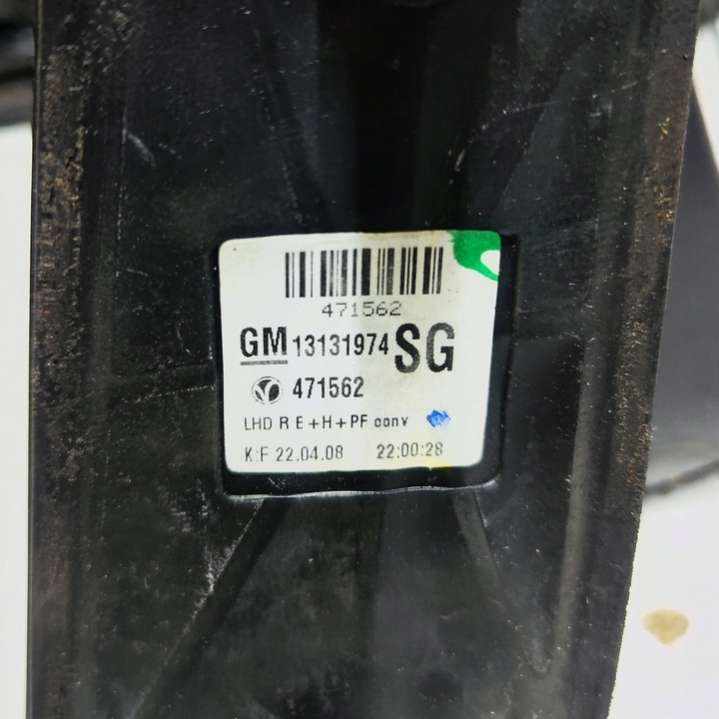 471562
GM 13131974 SG
471562
LHD R E+H+PF conv
K:F 22.04.08 22:00:28